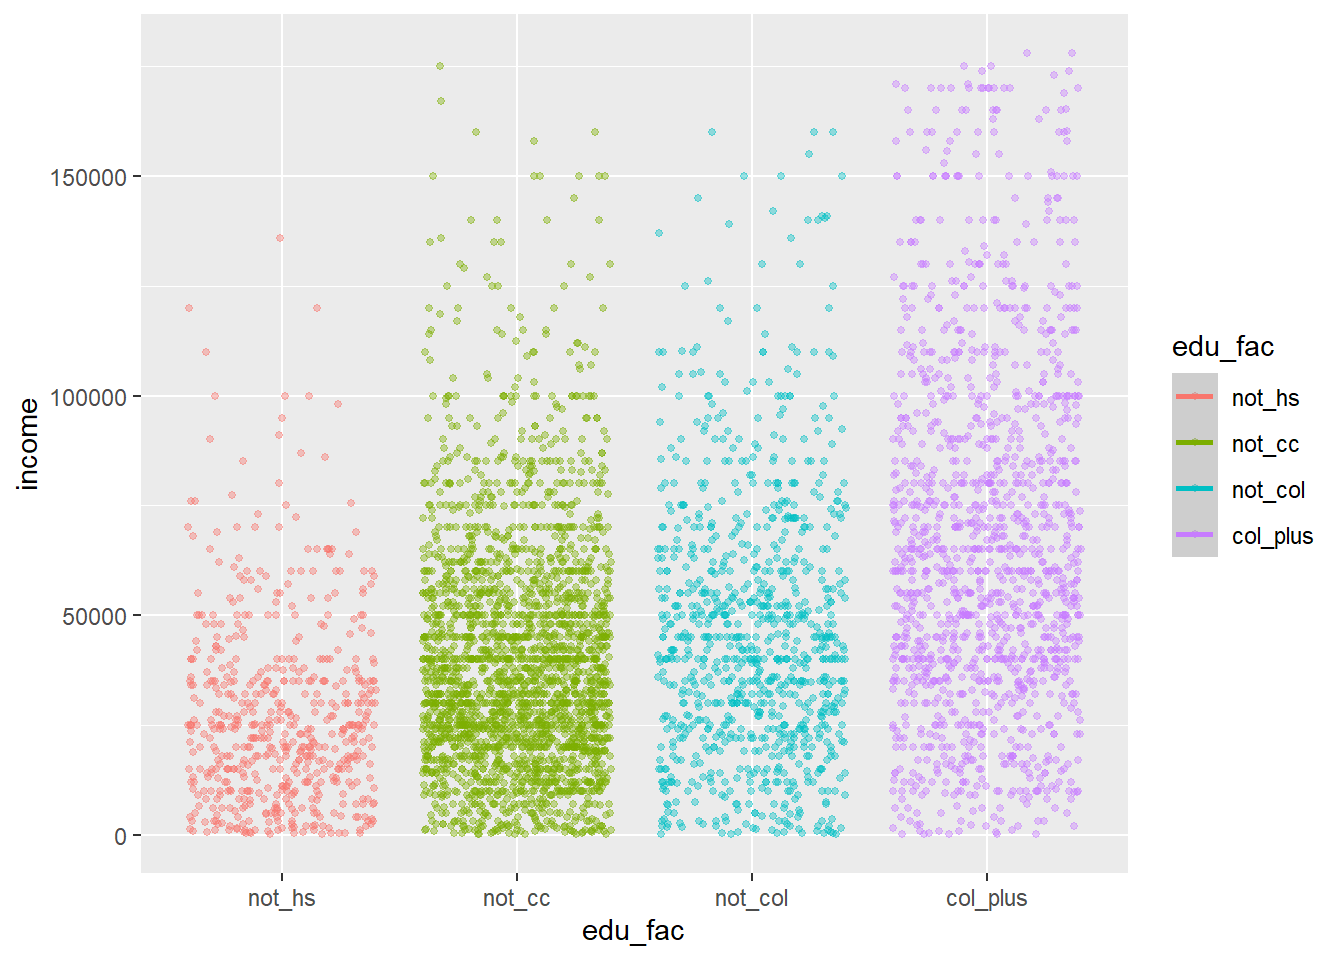 150000
100000
50000
0
income
not_hs
not_cc
not_col
col_plus
edu_fac
edu_fac
not_hs
not_cc
not_col
col_plus